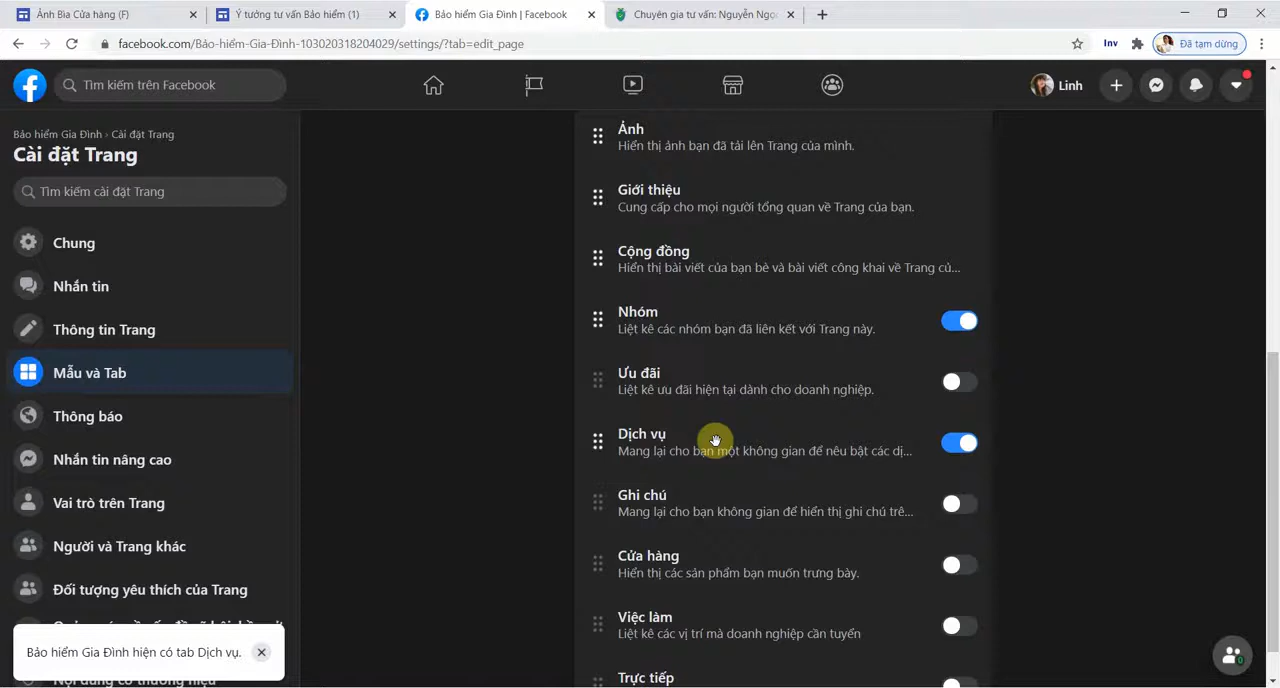 Ảnh Bìa Cửa hàng (F)
Ý tưởng tư vấn Bảo hiểm (1)
Bảo hiểm Gia Đình | Facebook
Chuyên gia tư vấn: Nguyễn Ngọ
facebook.com/Bảo-hiểm-Gia-Đình-103020318204029/settings/?tab=edit_page
Inv
Đã tạm dừng
Tìm kiếm trên Facebook
Linh
Bảo hiểm Gia Đình › Cài đặt Trang
Cài đặt Trang
Tìm kiếm cài đặt Trang
Chung
Nhắn tin
Thông tin Trang
Mẫu và Tab
Thông báo
Nhắn tin nâng cao
Vai trò trên Trang
Người và Trang khác
Đối tượng yêu thích của Trang
Bảo hiểm Gia Đình hiện có tab Dịch vụ.
Nội dung có thương hiệu
Ảnh
Hiển thị ảnh bạn đã tải lên Trang của mình.
Giới thiệu
Cung cấp cho mọi người tổng quan về Trang của bạn.
Cộng đồng
Hiển thị bài viết của bạn bè và bài viết công khai về Trang củ...
Nhóm
Liệt kê các nhóm bạn đã liên kết với Trang này.
Ưu đãi
Liệt kê ưu đãi hiện tại dành cho doanh nghiệp.
Dịch vụ
Mang lại cho bạn một không gian để nêu bật các dị...
Ghi chú
Mang lại cho bạn không gian để hiển thị ghi chú trê...
Cửa hàng
Hiển thị các sản phẩm bạn muốn trưng bày.
Việc làm
Liệt kê các vị trí mà doanh nghiệp cần tuyển
Trực tiếp
0